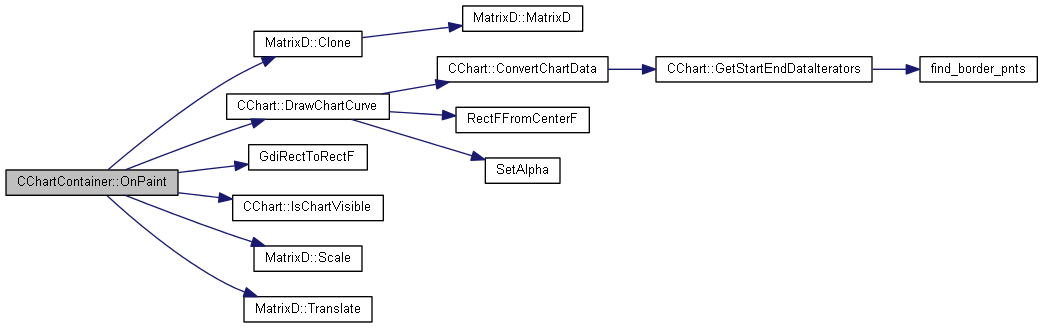 MatrixD::MatrixD
MatrixD::Clone
CChart::ConvertChartData
CChart::GetStartEndDataIterators
find_border_pnts
CChart::DrawChartCurve
RectFFromCenterF
GdiRectToRectF
SetAlpha
CChartContainer::OnPaint
CChart::IsChartVisible
MatrixD::Scale
MatrixD::Translate